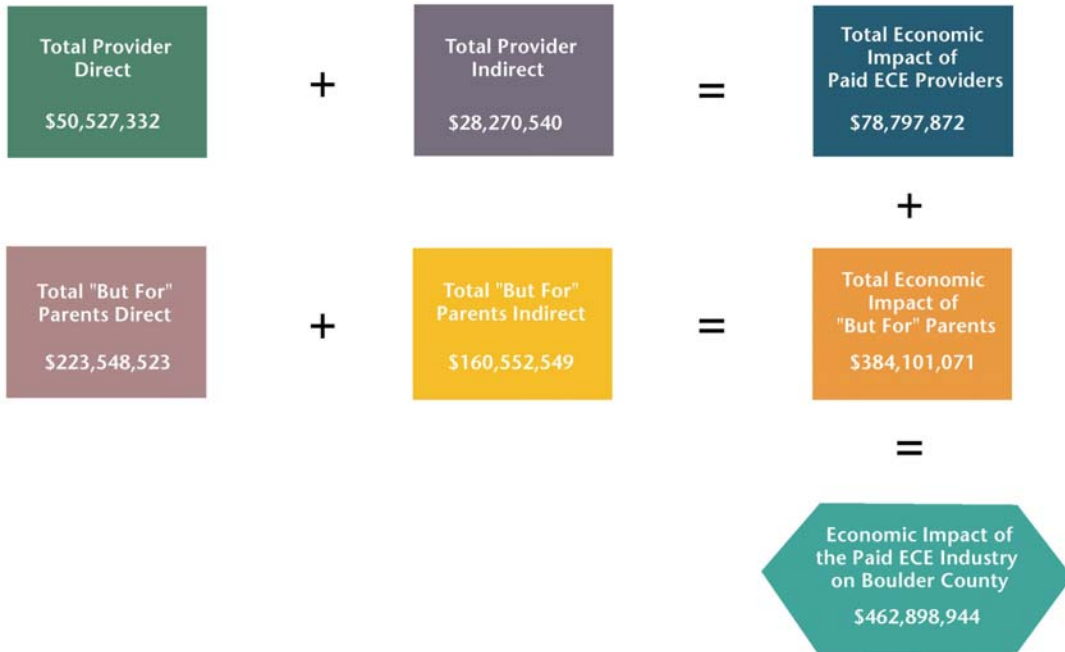 Total Provider
Direct
$50,527,332
+
Total Provider
Indirect
$28,270,540
=
Total Economic
Impact of
Paid ECE Providers
$78,797,872
+
Total "But For"
Parents Direct
$223,548,523
+
Total "But For"
Parents Indirect
$160,552,549
=
Total Economic
Impact of
"But For" Parents
$384,101,071
=
Economic Impact of
the Paid ECE Industry
on Boulder County
$462,898,944